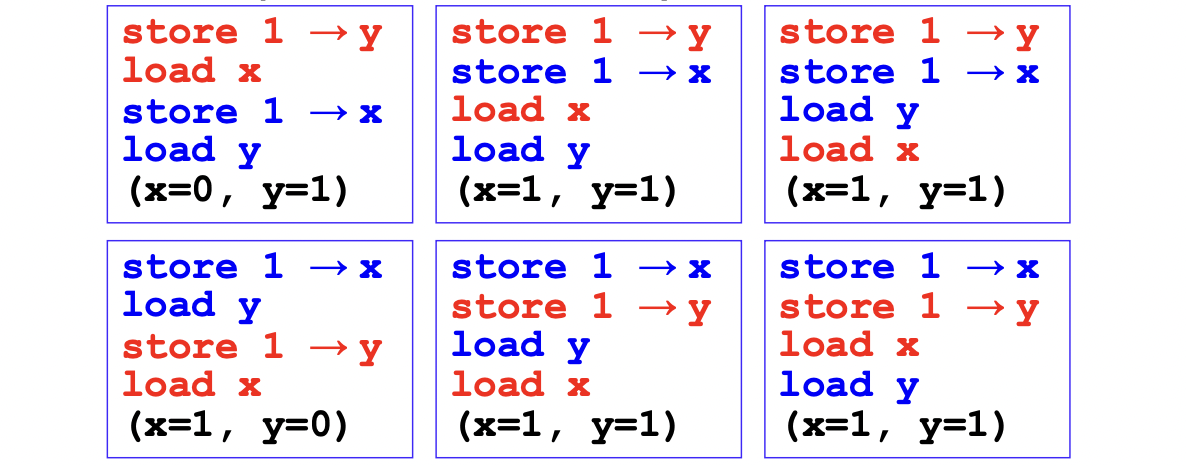 store 1 → y
load x
store 1 → x
load y
(x=0, y=1)
store 1 → y
store 1 → x
load x
load y
(x=1, y=1)
store 1 → y
store 1 → x
load y
load x
(x=1, y=1)
store 1 → x
load y
store 1 → y
load x
(x=1, y=0)
store 1 → x
store 1 → y
load y
load x
(x=1, y=1)
store 1 → x
store 1 → y
load x
load y
(x=1, y=1)